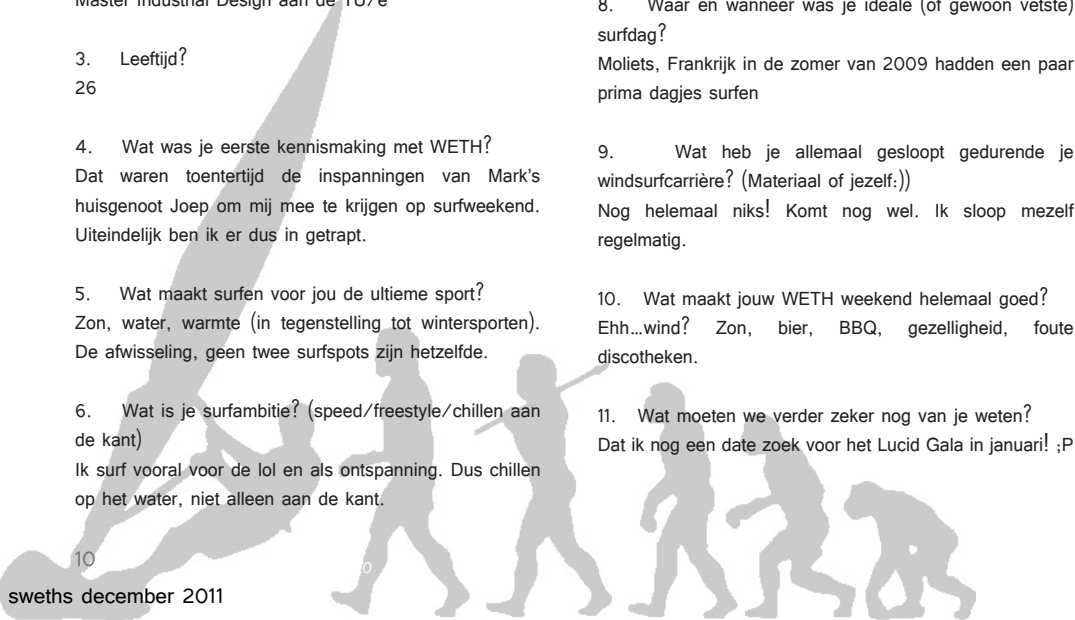 Master Industrial Design aan de TU/e
3. Leeftijd?
26
4. Wat was je eerste kennismaking met WETH?
Dat waren toentertijd de inspanningen van Mark's
huisgenoot Joep om mij mee te krijgen op surfweekend.
Uiteindelijk ben ik er dus in getrapt.
5. Wat maakt surfen voor jou de ultieme sport?
Zon, water, warmte (in tegenstelling tot wintersporten).
De afwisseling, geen twee surfspots zijn hetzelfde.
6. Wat is je surfambitie? (speed/freestyle/chillen aan
de kant)
Ik surf vooral voor de lol en als ontspanning. Dus chillen
op het water, niet alleen aan de kant.
8. Waar en wanneer was je ideale (of gewoon vetste)
surfdag?
Moliets, Frankrijk in de zomer van 2009 hadden een paar
prima dagjes surfen
9. Wat heb je allemaal gesloopt gedurende je
windsurfcarrière? (Materiaal of jezelf:))
Nog helemaal niks! Komt nog wel. Ik sloop mezelf
regelmatig.
10. Wat maakt jouw WETH weekend helemaal goed?
Ehh…wind? Zon, bier, BBQ, gezelligheid, foute
discotheken.
11. Wat moeten we verder zeker nog van je weten?
Dat ik nog een date zoek voor het Lucid Gala in januari! ;P
10
sweths december 2011